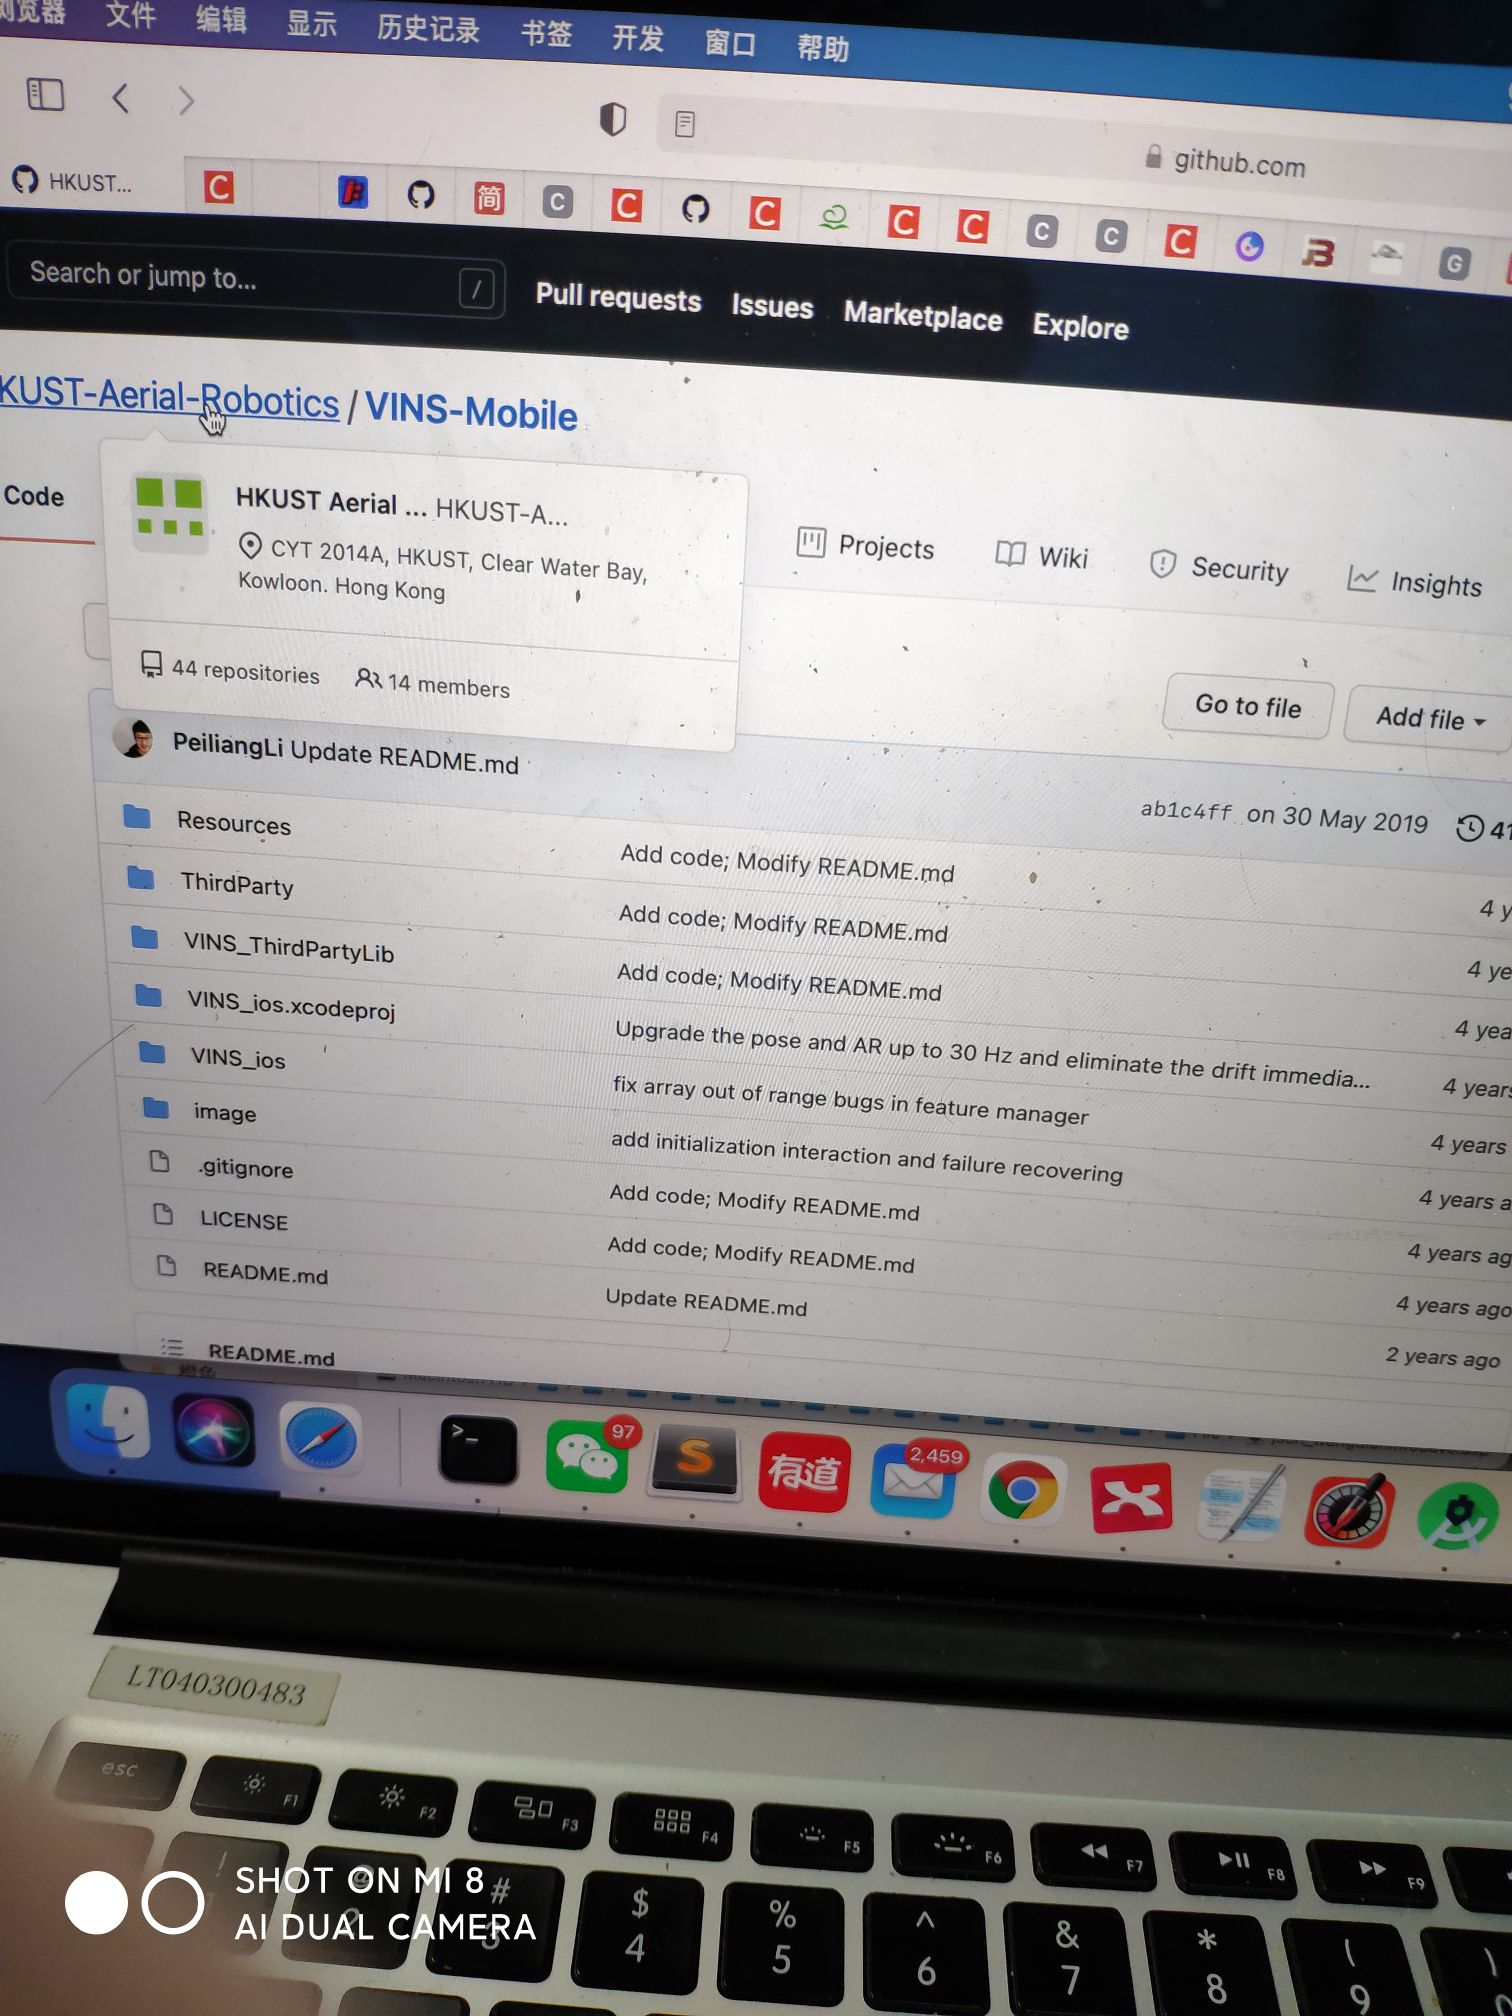 浏览器 文件 编辑 显示 历史记录 书签 开发 窗口 帮助
github.com
HKUST...
Search or jump to... /
Pull requests Issues Marketplace Explore
KUST-Aerial-Robotics / VINS-Mobile
HKUST Aerial ... HKUST-A...
CYT 2014A, HKUST, Clear Water Bay,
Kowloon. Hong Kong
44 repositories 14 members
Code Projects Wiki Security Insights
Go to file Add file
PeiliangLi Update README.md ab1c4ff on 30 May 2019 41
Resources Add code; Modify README.md 4 y
ThirdParty Add code; Modify README.md 4 ye
VINS_ThirdPartyLib Add code; Modify README.md 4 yea
VINS_ios.xcodeproj Upgrade the pose and AR up to 30 Hz and eliminate the drift immedia... 4 years
VINS_ios fix array out of range bugs in feature manager 4 years
image add initialization interaction and failure recovering 4 years a
.gitignore Add code; Modify README.md 4 years ag
LICENSE Add code; Modify README.md 4 years ago
README.md Update README.md 2 years ago
README.md
97
有道
2,459
LT040300483
esc F1 F2 F3 F4 F5 F6 F7 F8 F9
! @ # $ % ^ & * ( )
2 3 4 5 6 7 8 9
SHOT ON MI 8
AI DUAL CAMERA